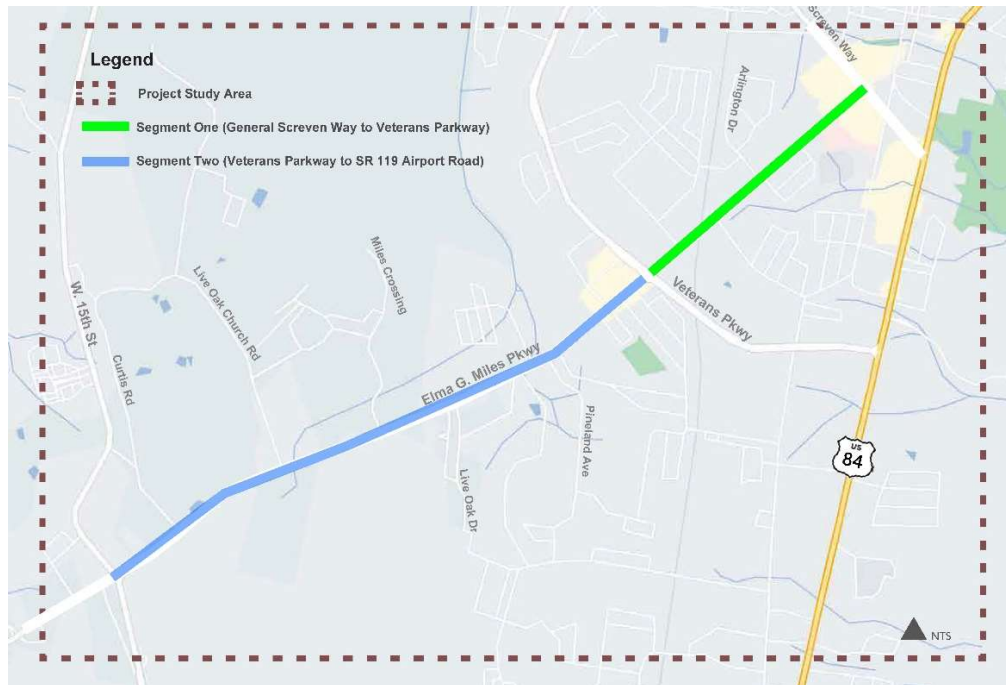 Legend
Project Study Area
Segment One (General Screven Way to Veterans Parkway)
Segment Two (Veterans Parkway to SR 119 Airport Road)
Screven Way
Arlington Dr
Miles Crossing
Live Oak Church Rd
W. 15th St
Curtis Rd
Veterans Pkwy
Elma G. Miles Pkwy
Pineland Ave
Live Oak Dr
US
84
NTS